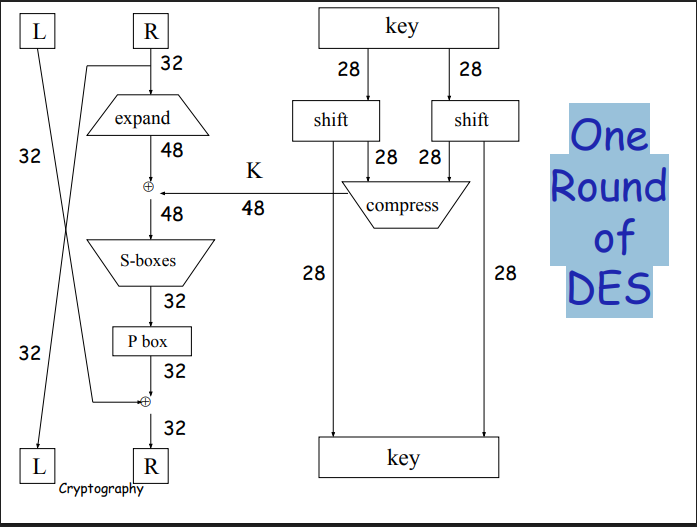 L
R
key
32
28
28
expand
shift
shift
48
32
28
28
K
compress
48
48
S-boxes
28
28
32
P box
32
32
32
L
R
key
Cryptography
One
Round
of
DES